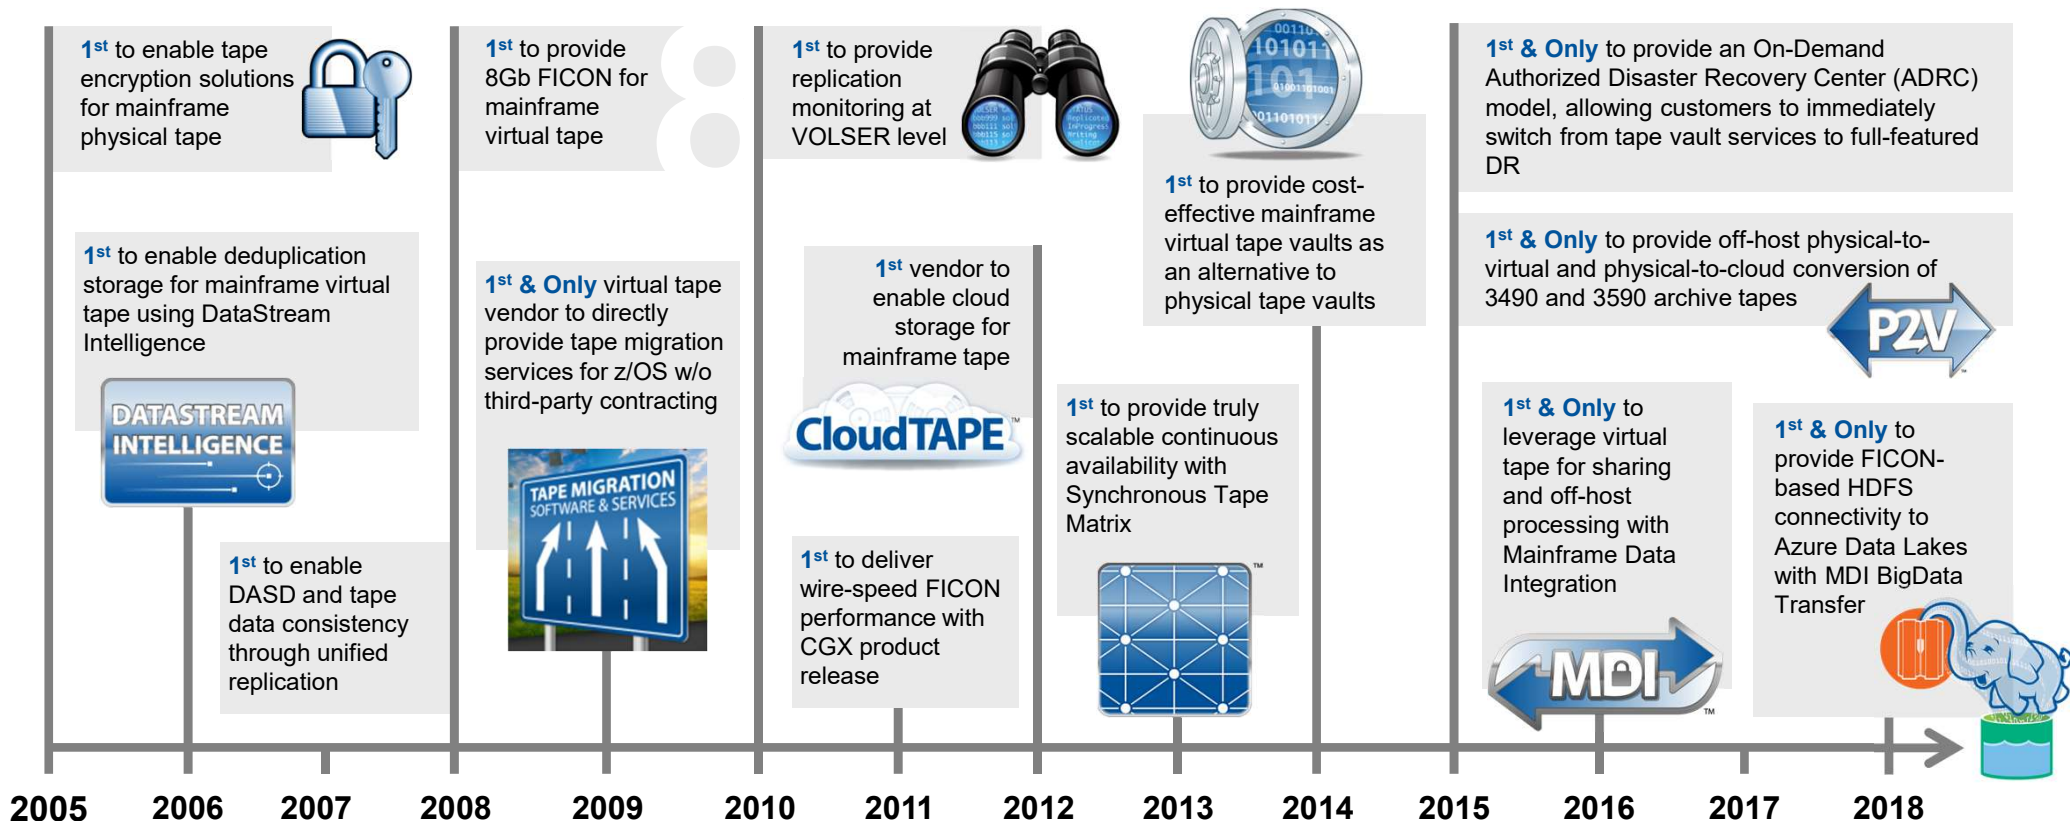 1st to enable tape
encryption solutions
for mainframe
physical tape
1st to enable deduplication
storage for mainframe virtual
tape using DataStream
Intelligence
DATASTREAM
INTELLIGENCE
1st to enable
DASD and tape
data consistency
through unified
replication
1st to provide
8Gb FICON for
mainframe
virtual tape
8
1st & Only virtual tape
vendor to directly
provide tape migration
services for z/OS w/o
third-party contracting
TAPE MIGRATION
SOFTWARE & SERVICES
1st to provide
replication
monitoring at
VOLSER level
1st vendor to
enable cloud
storage for
mainframe tape
CloudTAPE™
1st to deliver
wire-speed FICON
performance with
CGX product
release
1st to provide cost-
effective mainframe
virtual tape vaults as
an alternative to
physical tape vaults
1st to provide truly
scalable continuous
availability with
Synchronous Tape
Matrix
™
1st & Only to provide an On-Demand
Authorized Disaster Recovery Center (ADRC)
model, allowing customers to immediately
switch from tape vault services to full-featured
DR
1st & Only to provide off-host physical-to-
virtual and physical-to-cloud conversion of
3490 and 3590 archive tapes
P2V™
1st & Only to
leverage virtual
tape for sharing
and off-host
processing with
Mainframe Data
Integration
MDI™
1st & Only to
provide FICON-
based HDFS
connectivity to
Azure Data Lakes
with MDI BigData
Transfer
2005 2006 2007 2008 2009 2010 2011 2012 2013 2014 2015 2016 2017 2018